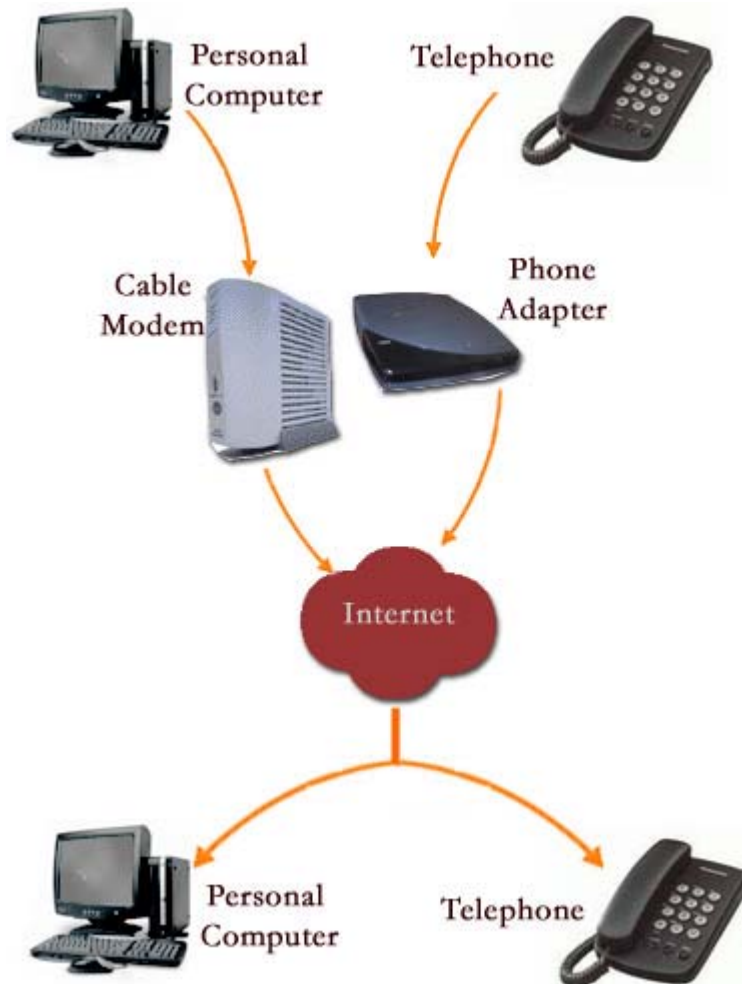 Personal
Computer
Telephone
Cable
Modem
Phone
Adapter
Internet
Personal
Computer
Telephone